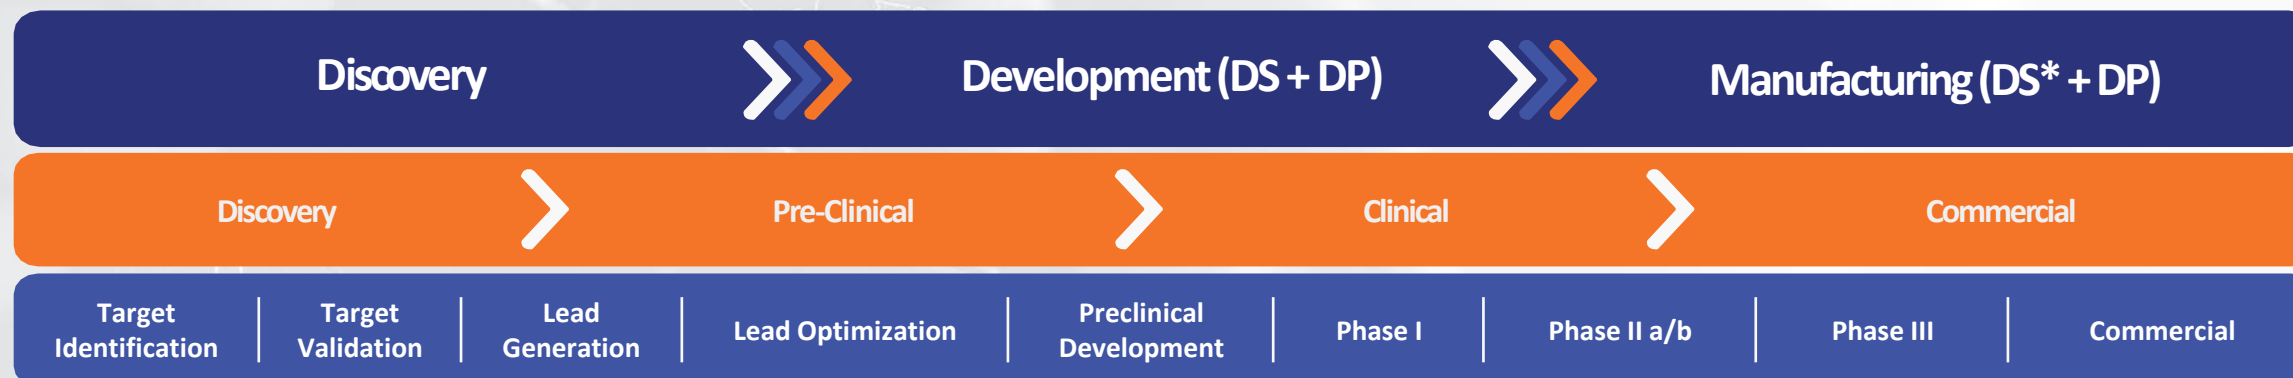 Discovery
Development (DS + DP)
Manufacturing (DS* + DP)
Discovery
Pre-Clinical
Clinical
Commercial
Target
Identification
Target
Validation
Lead
Generation
Lead Optimization
Preclinical
Development
Phase I
Phase II a/b
Phase III
Commercial